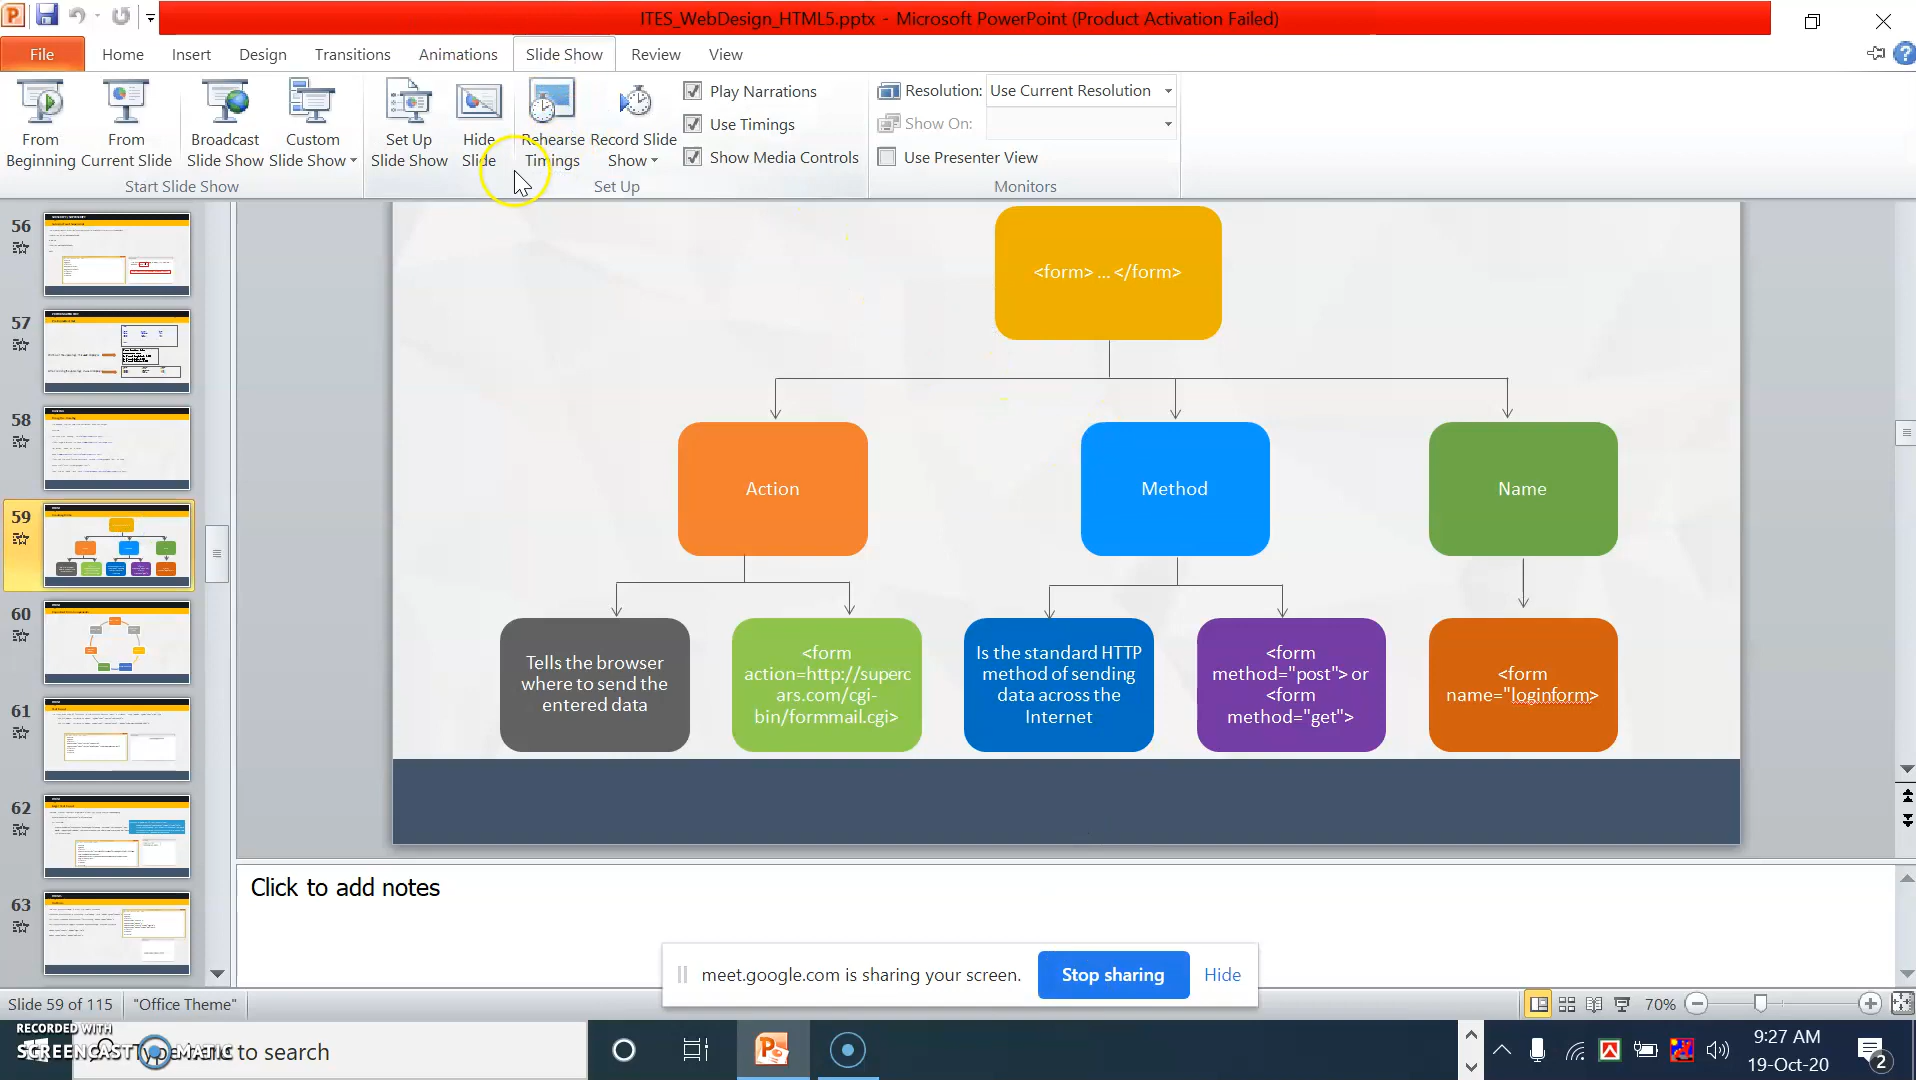 ITES_WebDesign_HTML5.pptx - Microsoft PowerPoint (Product Activation Failed)
File Home Insert Design Transitions Animations Slide Show Review View
From Beginning
From Current Slide
Broadcast Slide Show
Custom Slide Show
Set Up Slide Show
Hide Slide
Rehearse Timings
Record Slide Show
Play Narrations
Use Timings
Show Media Controls
Resolution: Use Current Resolution
Show On:
Use Presenter View
Start Slide Show
Set Up
Monitors
56
57
58
59
60
61
62
63
<form> ... </form>
Action
Method
Name
Tells the browser
where to send the
entered data
<form
action=http://superc
ars.com/cgi-
bin/formmail.cgi>
Is the standard HTTP
method of sending
data across the
Internet
<form
method="post"> or
<form
method="get">
<form
name="loginform>
Click to add notes
meet.google.com is sharing your screen. Stop sharing Hide
Slide 59 of 115 "Office Theme" 70%
RECORDED WITH
SCREENCAST MATIC
Type here to search
9:27 AM
19-Oct-20
2